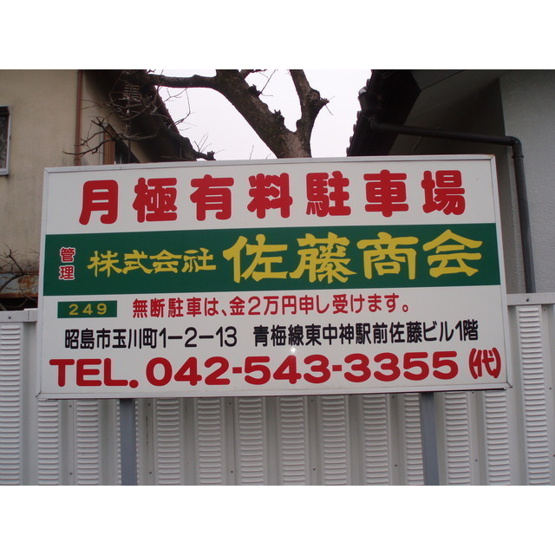 月極有料駐車場
管理 株式会社 佐藤商会
249 無断駐車は、金2万円申し受けます。
昭島市玉川町1-2-13 青梅線東中神駅前佐藤ビル1階
TEL. 042-543-3355 (代)